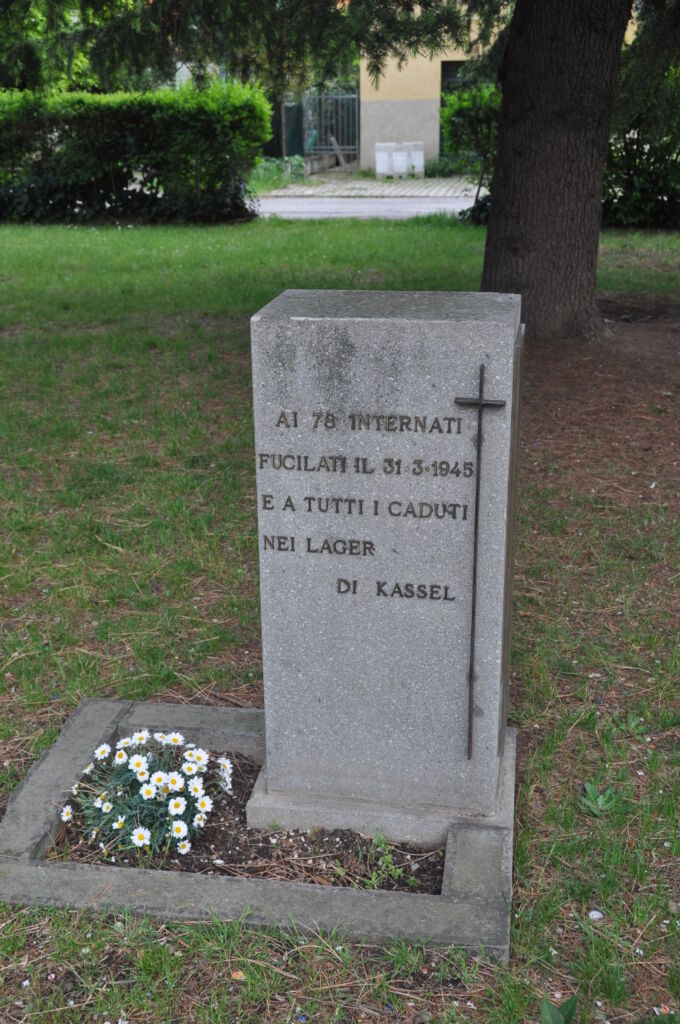 AI 78 INTERNATI
FUCILATI IL 31·3·1945
E A TUTTI I CADUTI
NEI LAGER
DI KASSEL